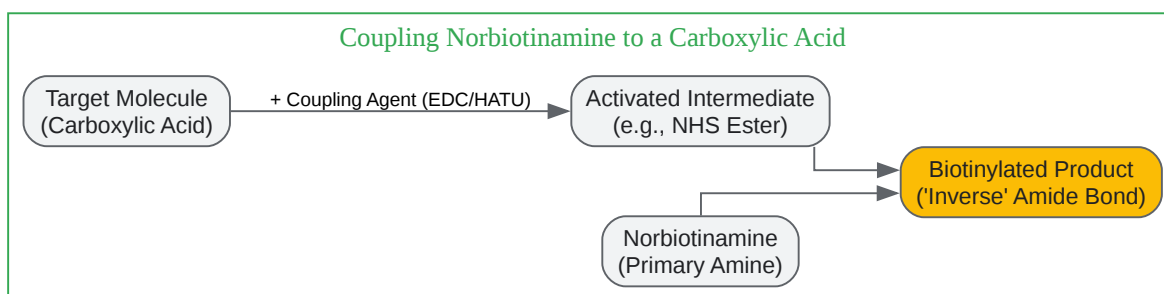 Coupling Norbiotinamine to a Carboxylic Acid
Target Molecule
(Carboxylic Acid)
+ Coupling Agent (EDC/HATU)
Activated Intermediate
(e.g., NHS Ester)
Biotinylated Product
('Inverse' Amide Bond)
Norbiotinamine
(Primary Amine)